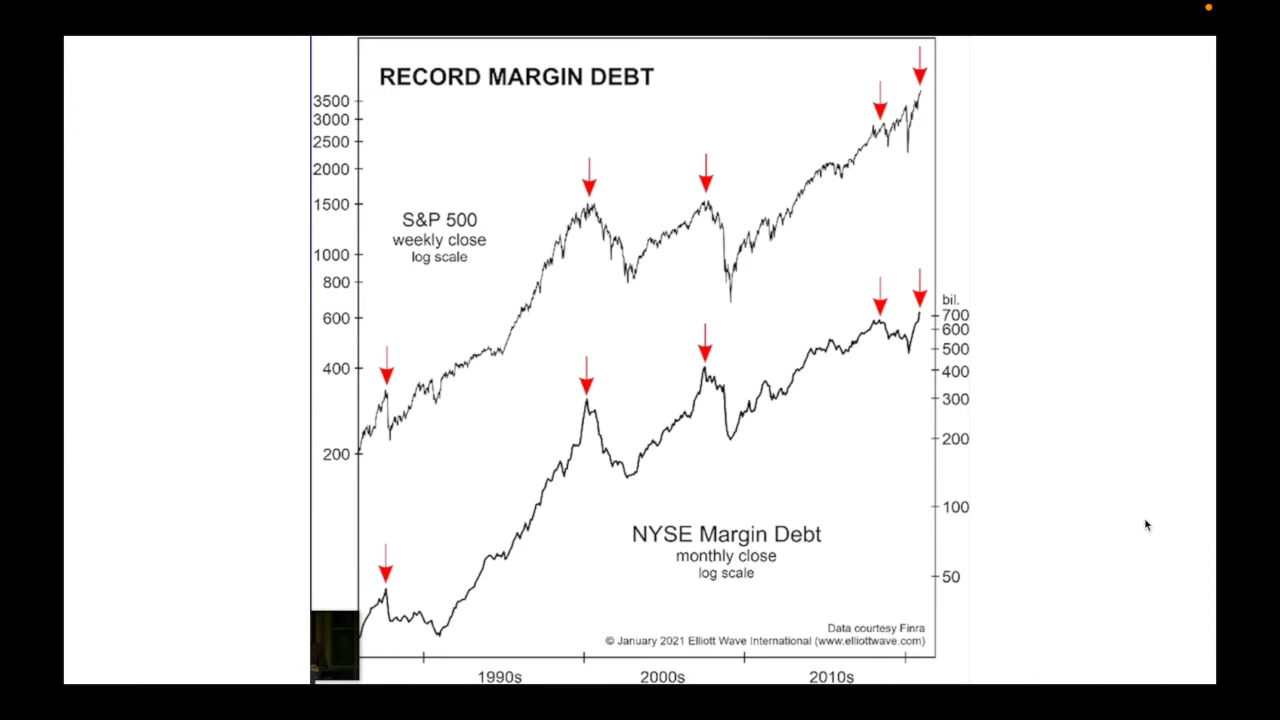 RECORD MARGIN DEBT
3500
3000
2500
2000
1500
1000
800
600
400
200
S&P 500
weekly close
log scale
bil.
700
600
500
400
300
200
100
50
NYSE Margin Debt
monthly close
log scale
Data courtesy Finra
© January 2021 Elliott Wave International (www.elliottwave.com)
1990s 2000s 2010s